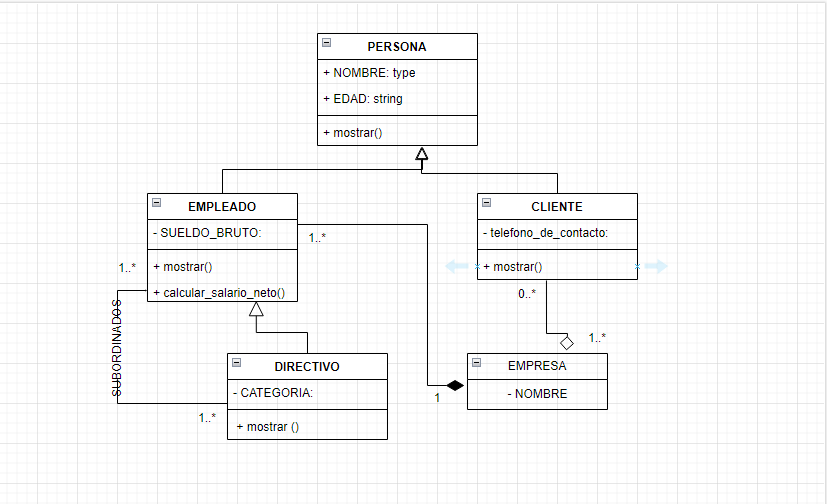 PERSONA
+ NOMBRE: type
+ EDAD: string
+ mostrar()
EMPLEADO
- SUELDO_BRUTO:
+ mostrar()
+ calcular_salario_neto()
CLIENTE
- telefono_de_contacto:
+ mostrar()
1..*
1..*
SUBORDINADOS
0..*
1..*
DIRECTIVO
- CATEGORIA:
+ mostrar ()
1..*
1
EMPRESA
- NOMBRE